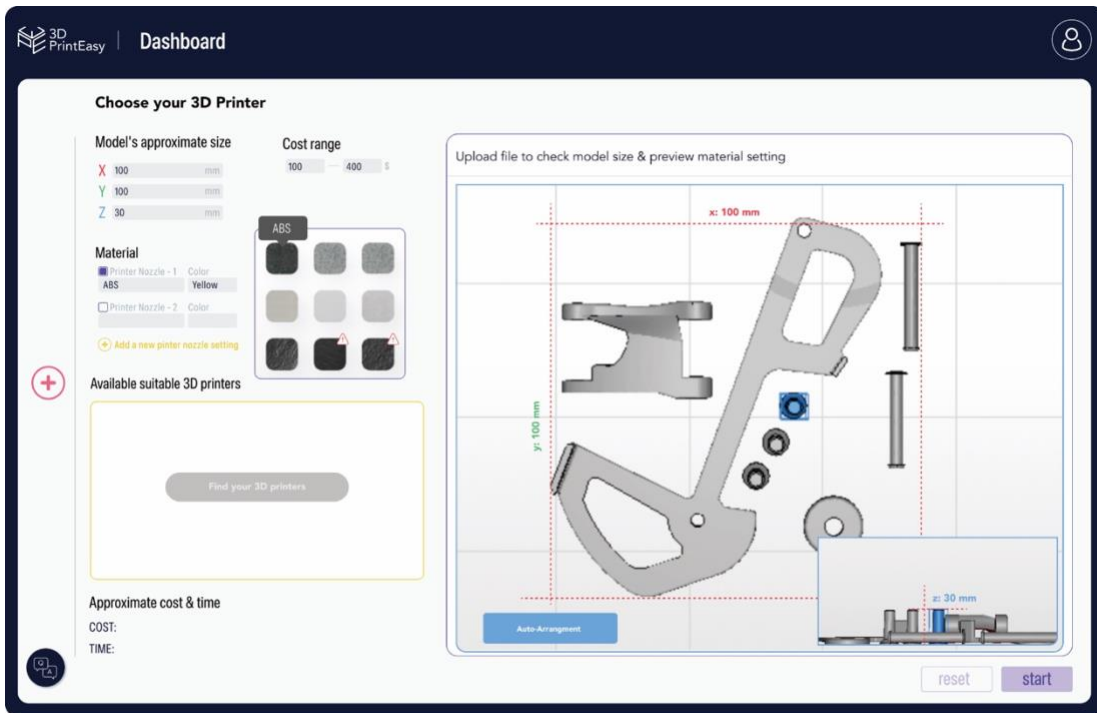 3D
PrintEasy
Dashboard
Choose your 3D Printer
Model's approximate size
X 100 mm
Y 100 mm
Z 30 mm
Cost range
100 — 400 $
Material
Printer Nozzle - 1 Color
ABS Yellow
Printer Nozzle - 2 Color
Add a new pinter nozzle setting
ABS
Available suitable 3D printers
Find your 3D printers
Approximate cost & time
COST:
TIME:
Q
A
Upload file to check model size & preview material setting
x: 100 mm
y: 100 mm
z: 30 mm
Auto-Arrangment
reset start